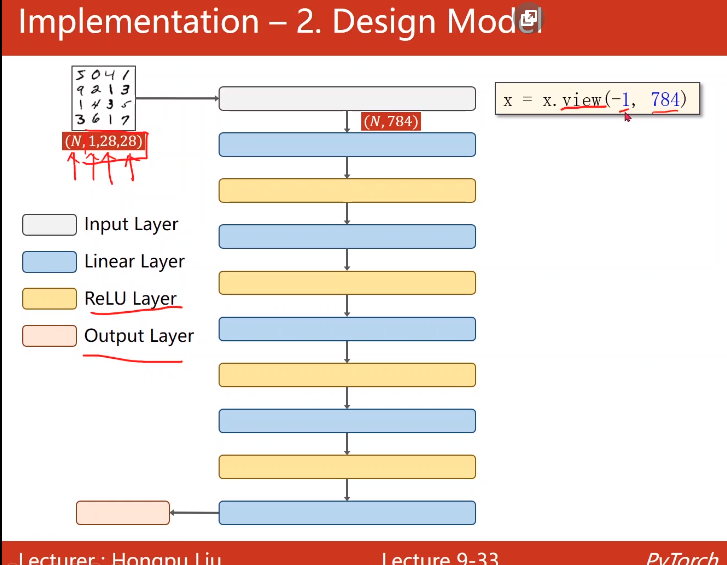 Implementation – 2. Design Model
5 0 4 1
9 2 1 3
1 4 3 5
3 6 1 7
(N, 1,28,28)
x = x.view(-1, 784)
(N, 784)
Input Layer
Linear Layer
ReLU Layer
Output Layer
Lecturer : Hongpu Liu
Lecture 9-33
PyTorch